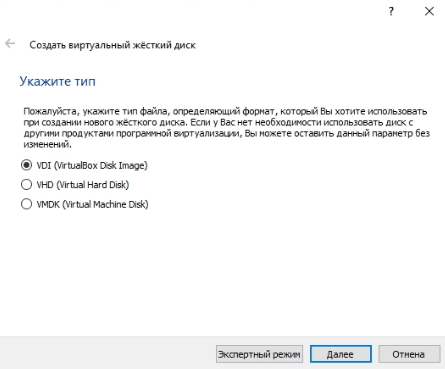 ?
Создать виртуальный жёсткий диск
Укажите тип
Пожалуйста, укажите тип файла, определяющий формат, который Вы хотите использовать
при создании нового жёсткого диска. Если у Вас нет необходимости использовать диск с
другими продуктами программной виртуализации, Вы можете оставить данный параметр без
изменений.
VDI (VirtualBox Disk Image)
VHD (Virtual Hard Disk)
VMDK (Virtual Machine Disk)
Экспертный режим Далее Отмена